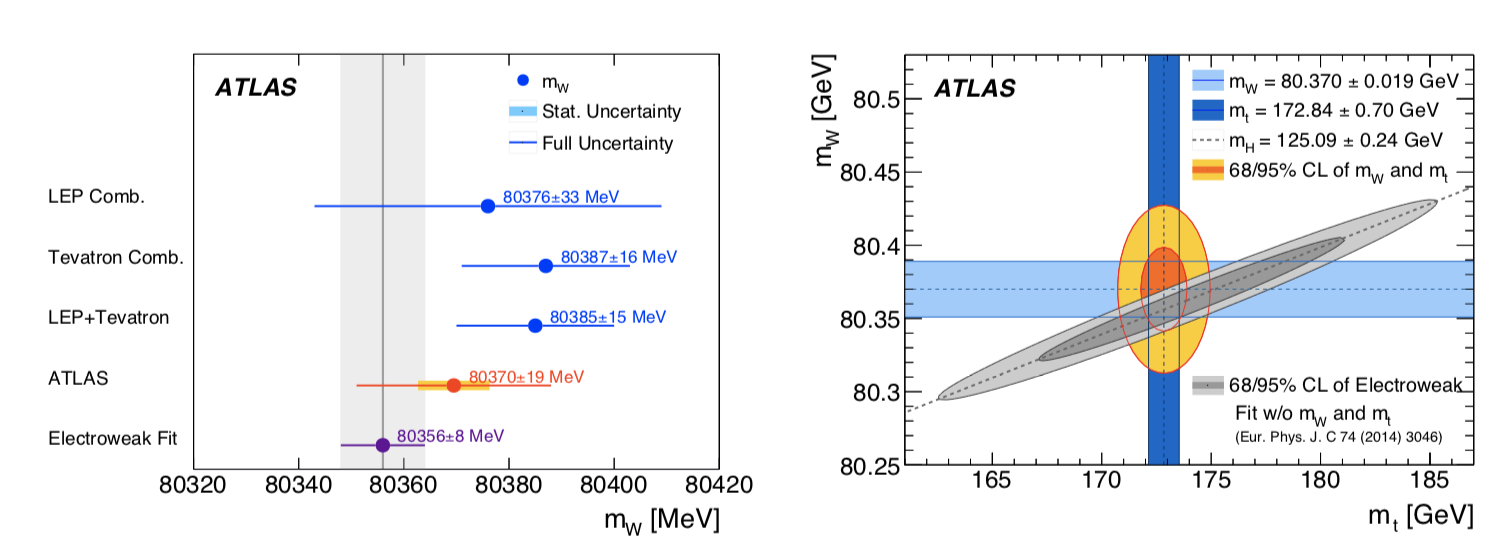 ATLAS
m_W
Stat. Uncertainty
Full Uncertainty
LEP Comb.
80376±33 MeV
Tevatron Comb.
80387±16 MeV
LEP+Tevatron
80385±15 MeV
ATLAS
80370±19 MeV
Electroweak Fit
80356±8 MeV
80320 80340 80360 80380 80400 80420
m_W [MeV]
m_W [GeV]
80.5
80.45
80.4
80.35
80.3
80.25
ATLAS
m_W = 80.370 ± 0.019 GeV
m_t = 172.84 ± 0.70 GeV
m_H = 125.09 ± 0.24 GeV
68/95% CL of m_W and m_t
68/95% CL of Electroweak
Fit w/o m_W and m_t
(Eur. Phys. J. C 74 (2014) 3046)
165 170 175 180 185
m_t [GeV]